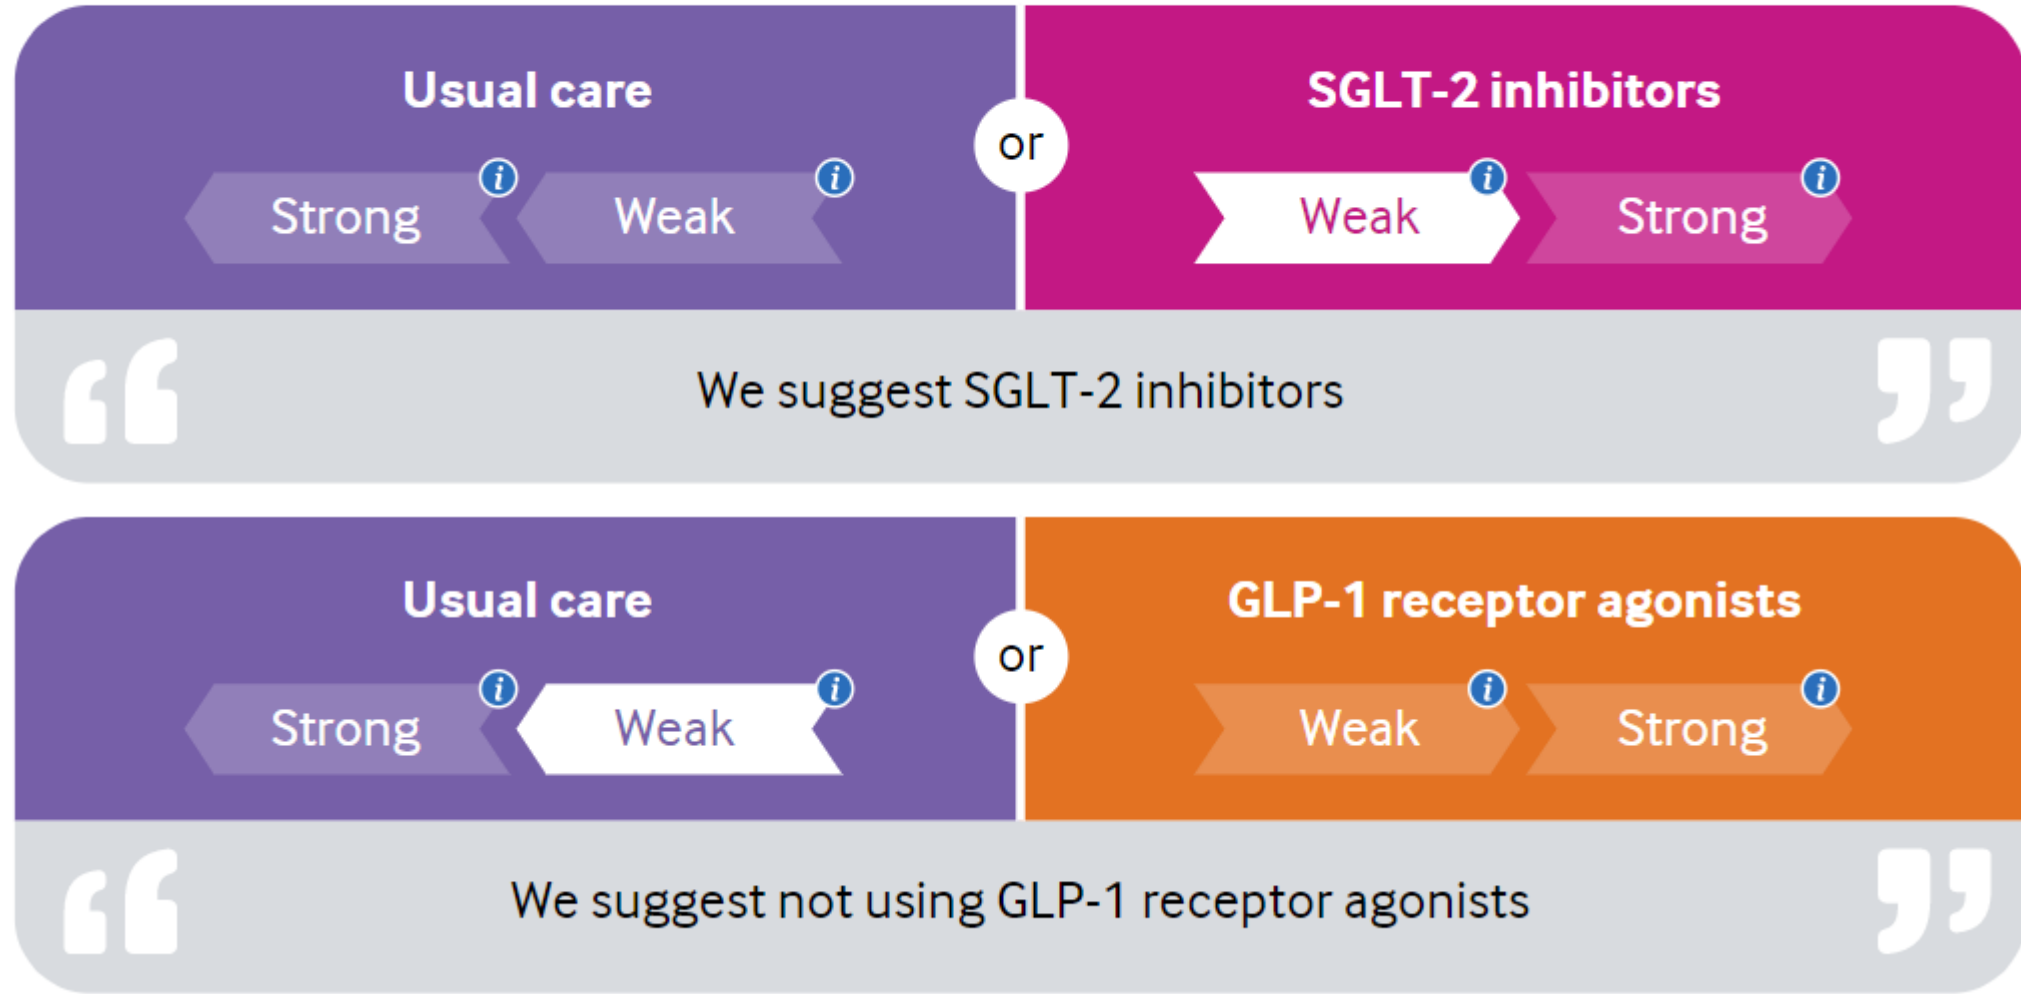 Usual care
or
SGLT-2 inhibitors
Strong i
Weak i
Weak i
Strong i
“
We suggest SGLT-2 inhibitors
”
Usual care
or
GLP-1 receptor agonists
Strong i
Weak i
Weak i
Strong i
“
We suggest not using GLP-1 receptor agonists
”